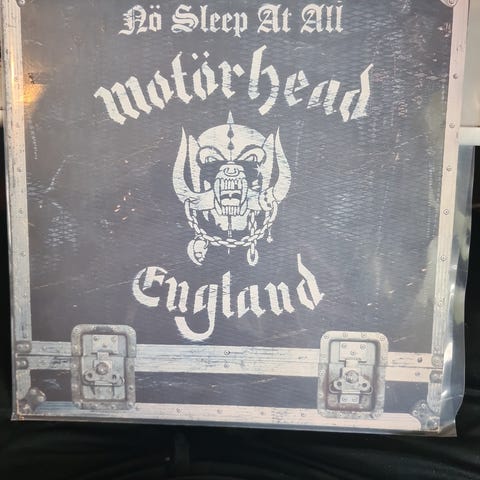 Nö Sleep At All
motörhead
England